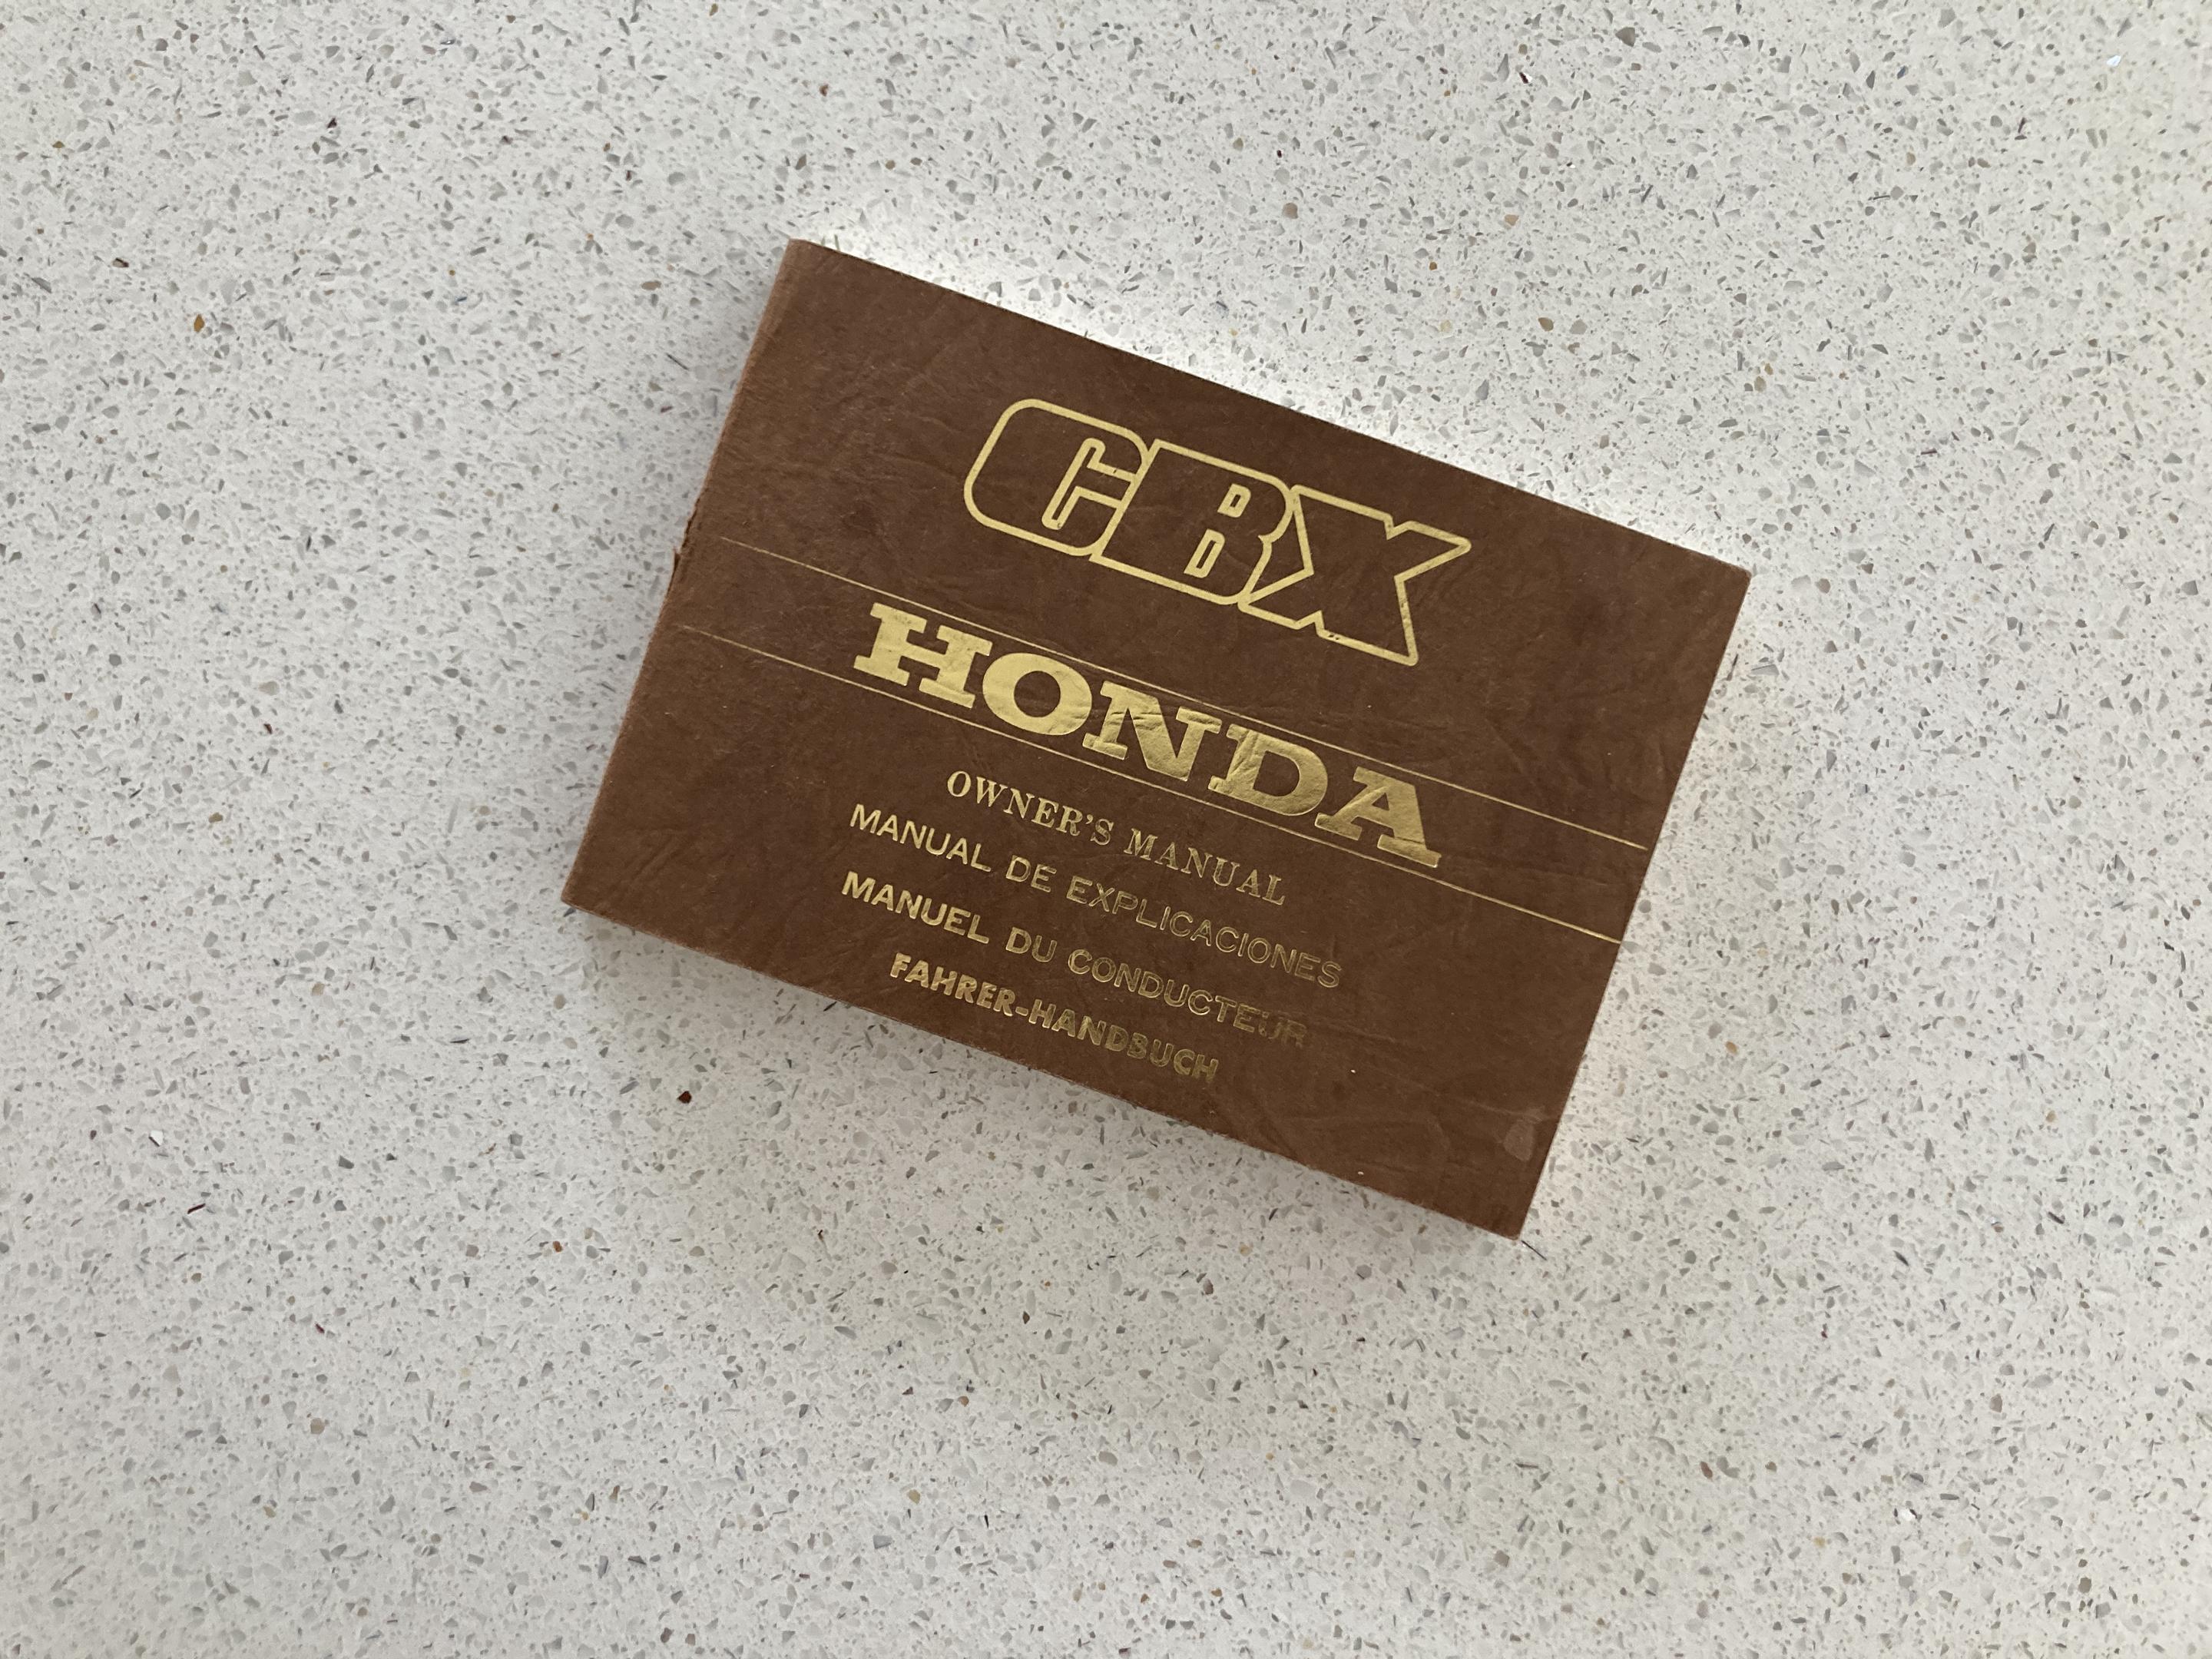 CBX
HONDA
OWNER'S MANUAL
MANUAL DE EXPLICACIONES
MANUEL DU CONDUCTEUR
FAHRER-HANDBUCH